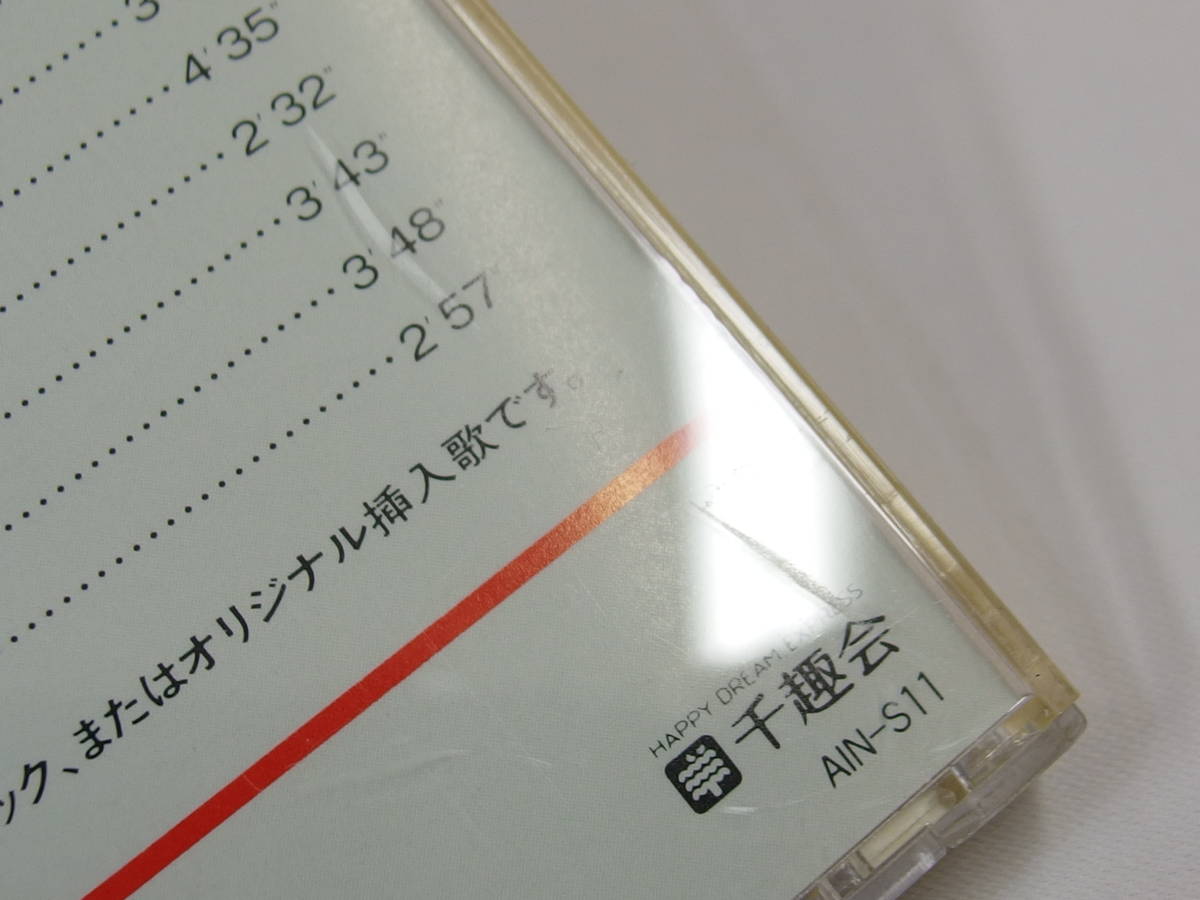 4'35"
2'32"
3'43"
3'48"
2'57"
ック、またはオリジナル挿入歌です。
HAPPY DREAM EXPRESS
千趣会
AIN-S11